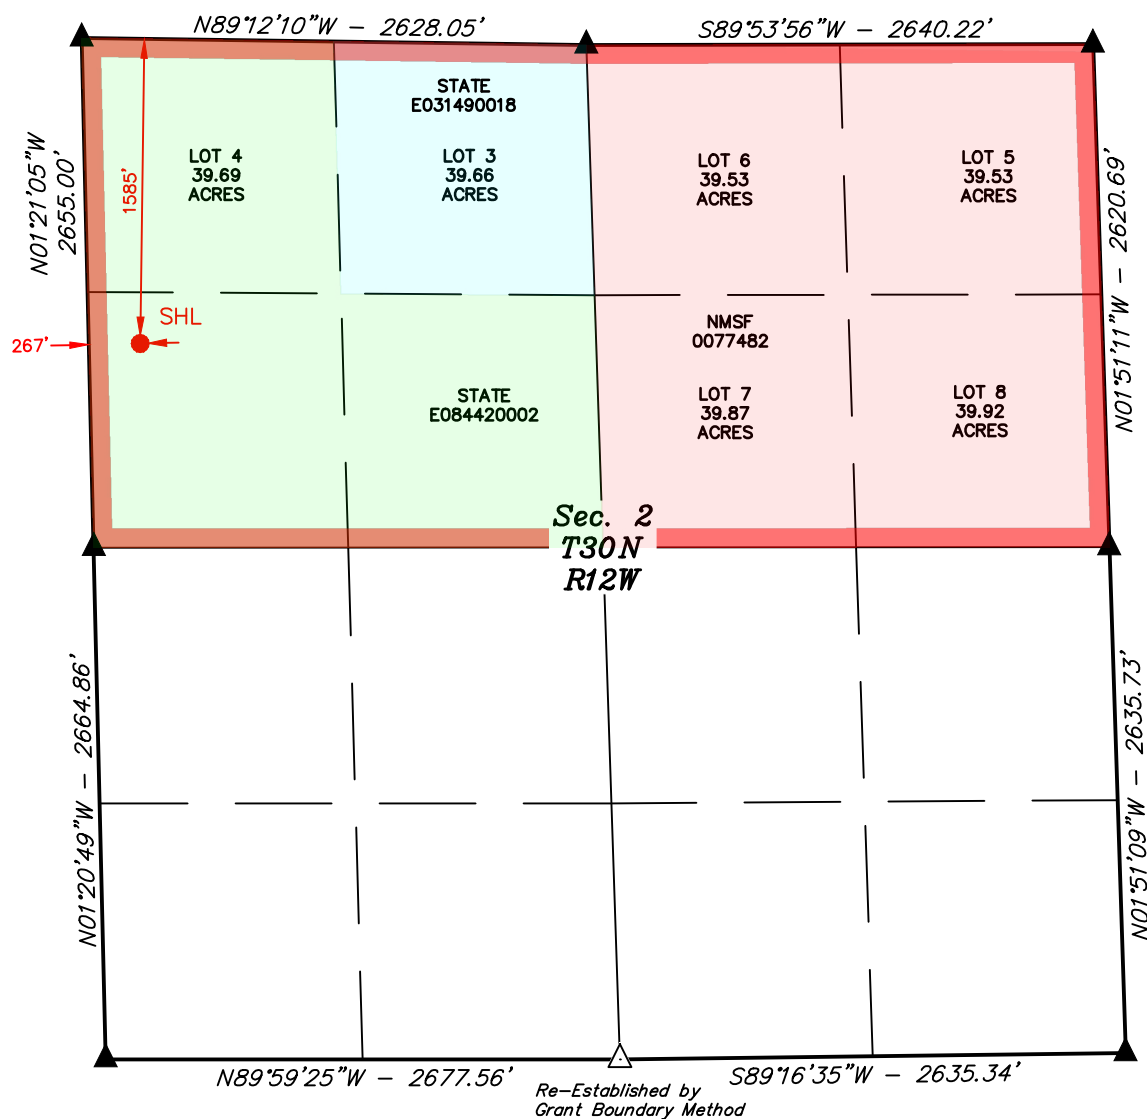 N89°12'10"W - 2628.05'
S89°53'56"W - 2640.22'
N01°21'05"W
2655.00'
1585'
STATE
E031490018
LOT 4
39.69
ACRES
LOT 3
39.66
ACRES
LOT 6
39.53
ACRES
LOT 5
39.53
ACRES
N01°51'11"W - 2620.69'
SHL
267'
NMSF
0077482
STATE
E084420002
LOT 7
39.87
ACRES
LOT 8
39.92
ACRES
Sec. 2
T30N
R12W
N01°20'49"W - 2664.86'
N01°51'09"W - 2635.73'
N89°59'25"W - 2677.56'
S89°16'35"W - 2635.34'
Re-Established by
Grant Boundary Method